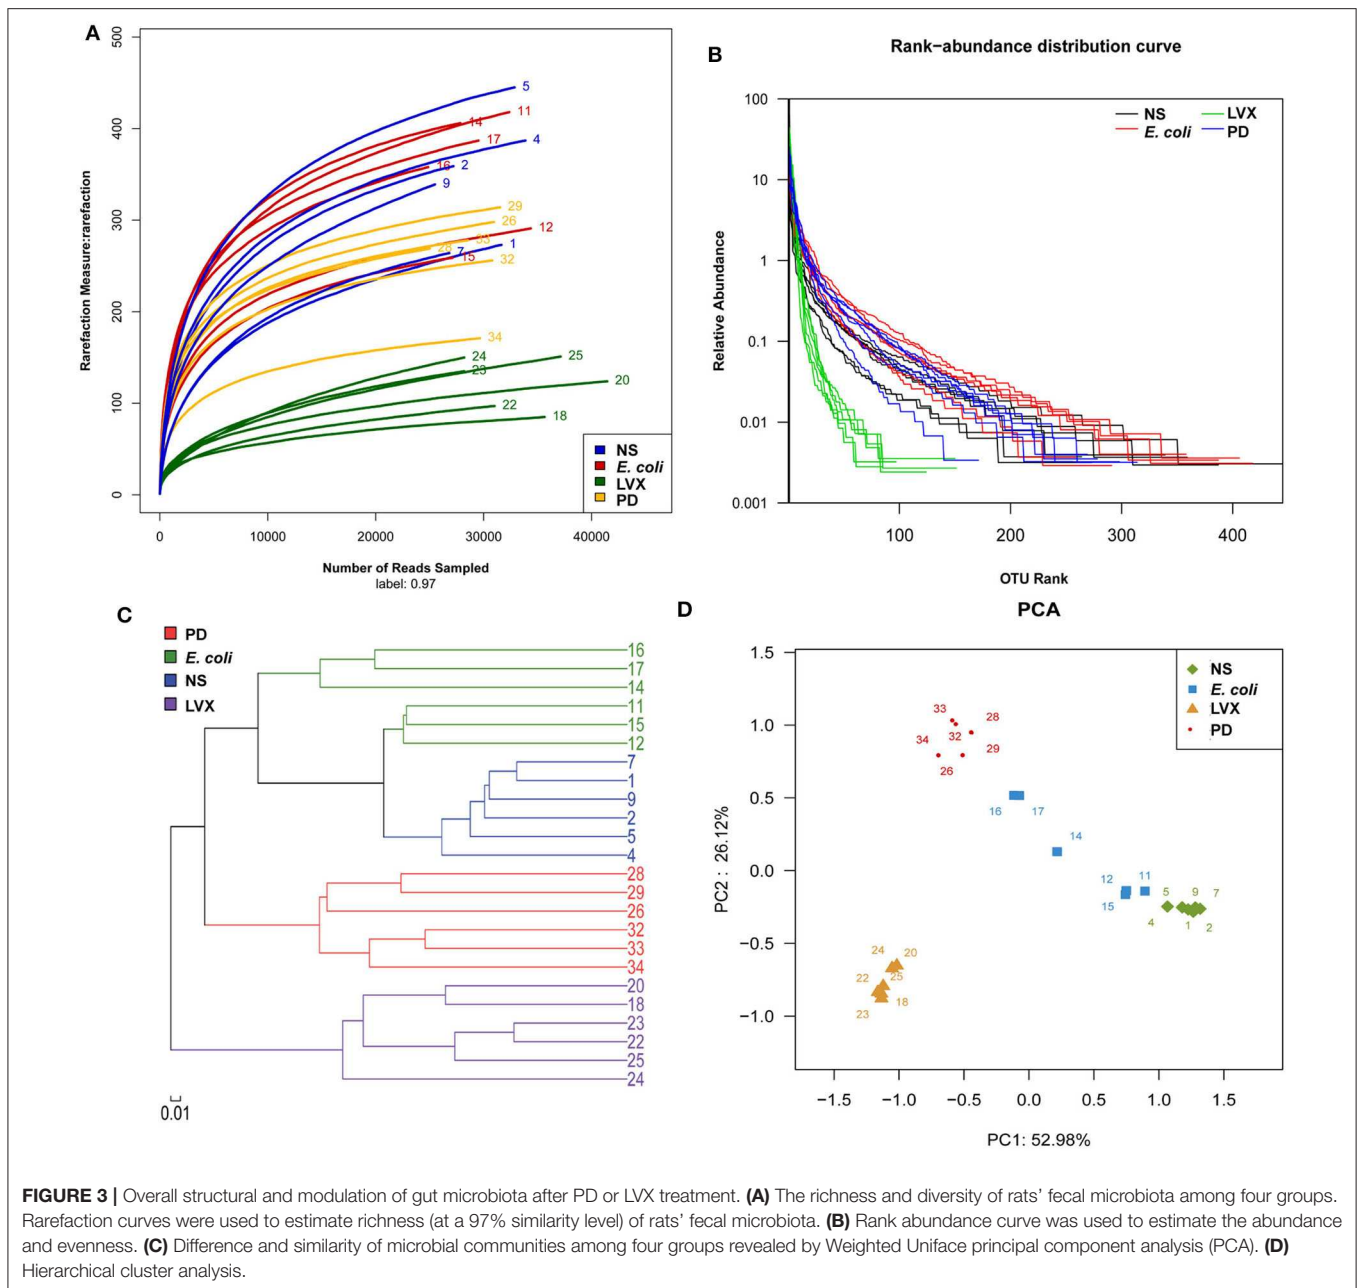 A
500
400
300
200
100
0
Rarefaction Measure:rarefaction
5
11
14
4
17
2
16
9
29
26
12
33
28
7
1
15
32
34
24
25
23
20
22
18
NS
E. coli
LVX
PD
0 10000 20000 30000 40000
Number of Reads Sampled
label: 0.97
B
Rank−abundance distribution curve
100
10
1
0.1
0.01
0.001
Relative Abundance
NS LVX
E. coli PD
100 200 300 400
OTU Rank
C
PD
E. coli
NS
LVX
16
17
14
11
15
12
7
1
9
2
5
4
28
29
26
32
33
34
20
18
23
22
25
24
0.01
D
PCA
1.5
1.0
0.5
0.0
−0.5
−1.0
PC2 : 26.12%
NS
E. coli
LVX
PD
33 28
34 32 29
26
16 17
14
12 11
15
5 9 7
4 1 2
24 20
22 25
23 18
−1.5 −1.0 −0.5 0.0 0.5 1.0 1.5
PC1: 52.98%
FIGURE 3 | Overall structural and modulation of gut microbiota after PD or LVX treatment. (A) The richness and diversity of rats’ fecal microbiota among four groups.
Rarefaction curves were used to estimate richness (at a 97% similarity level) of rats’ fecal microbiota. (B) Rank abundance curve was used to estimate the abundance
and evenness. (C) Difference and similarity of microbial communities among four groups revealed by Weighted Uniface principal component analysis (PCA). (D)
Hierarchical cluster analysis.